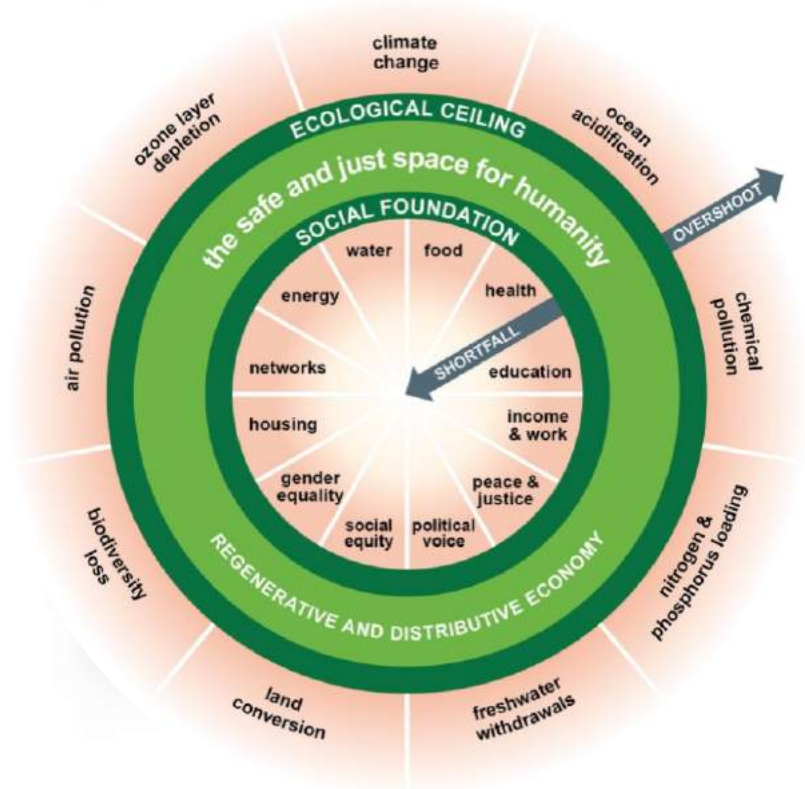 climate
change
ocean
acidification
chemical
pollution
nitrogen &
phosphorus loading
freshwater
withdrawals
land
conversion
biodiversity
loss
air pollution
ozone layer
depletion
ECOLOGICAL CEILING
the safe and just space for humanity
SOCIAL FOUNDATION
OVERSHOOT
SHORTFALL
water
food
health
education
income
& work
peace &
justice
political
voice
social
equity
gender
equality
housing
networks
energy
REGENERATIVE AND DISTRIBUTIVE ECONOMY